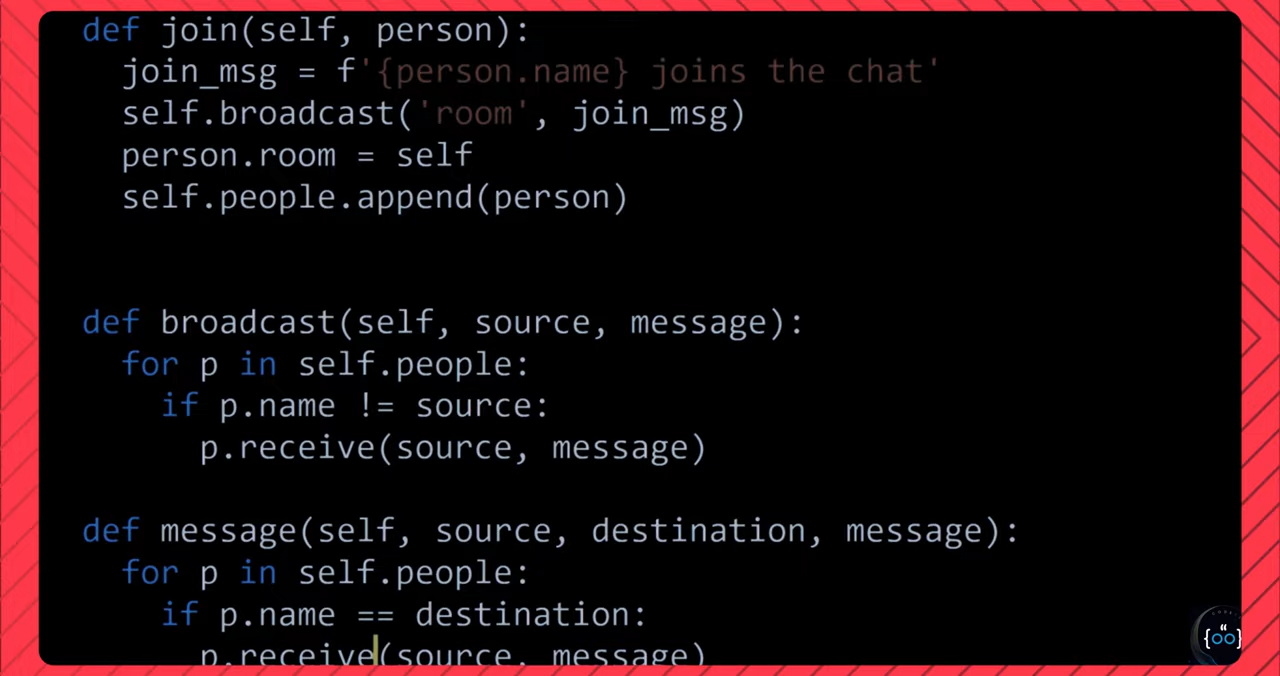 def join(self, person):
join_msg = f'{person.name} joins the chat'
self.broadcast('room', join_msg)
person.room = self
self.people.append(person)
def broadcast(self, source, message):
for p in self.people:
if p.name != source:
p.receive(source, message)
def message(self, source, destination, message):
for p in self.people:
if p.name == destination:
p.receive(source, message)